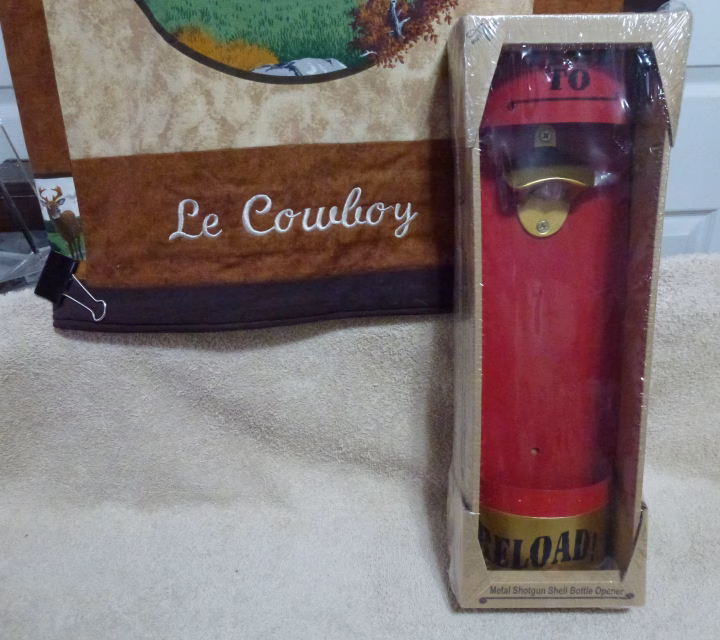 Le Cowboy
TO
RELOAD!
Metal Shotgun Shell Bottle Opener